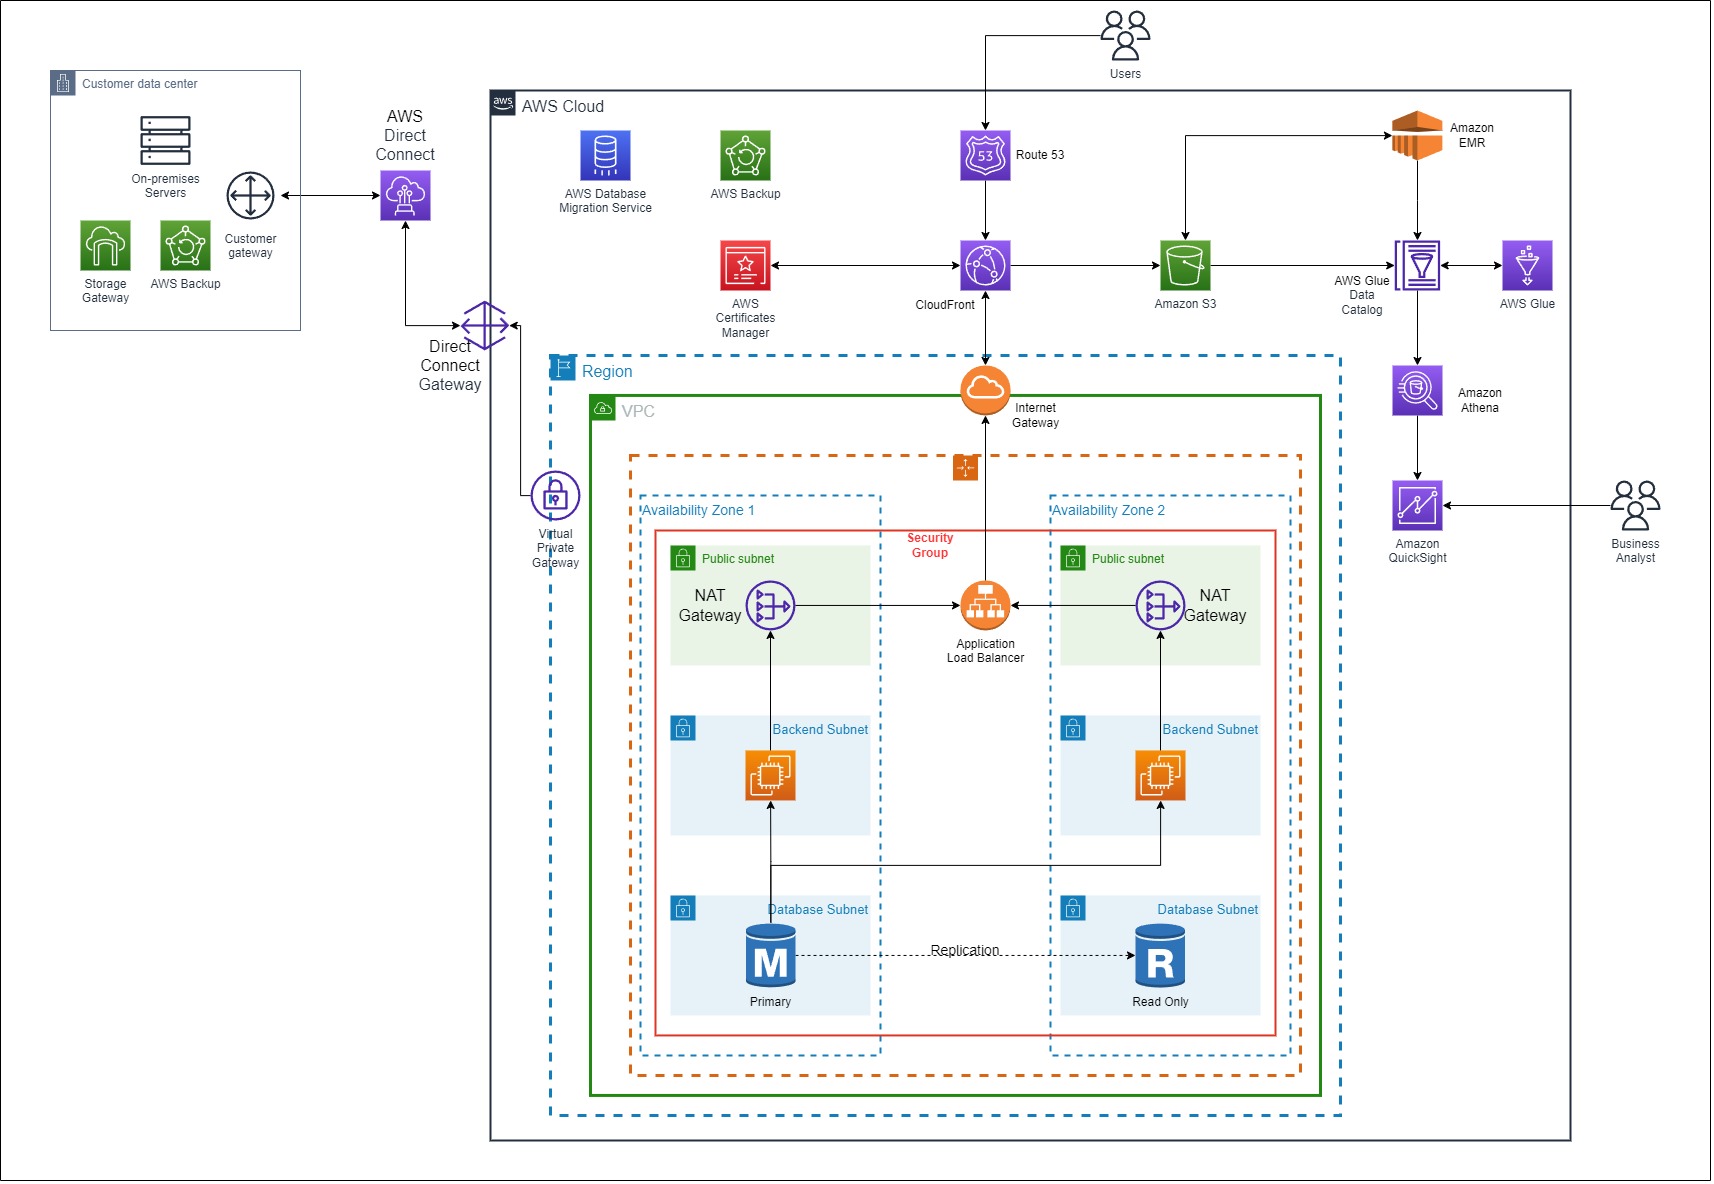 Users
Customer data center
aws
AWS Cloud
AWS
Direct
Connect
On-premises
Servers
Customer
gateway
Storage
Gateway
AWS Backup
AWS Database
Migration Service
AWS Backup
53
Route 53
Amazon
EMR
AWS
Certificates
Manager
CloudFront
Amazon S3
AWS Glue
Data
Catalog
AWS Glue
Direct
Connect
Gateway
Region
VPC
Internet
Gateway
Amazon
Athena
Virtual
Private
Gateway
Availability Zone 1
Availability Zone 2
Security
Group
Amazon
QuickSight
Business
Analyst
Public subnet
NAT
Gateway
Application
Load Balancer
Public subnet
NAT
Gateway
Backend Subnet
Backend Subnet
Database Subnet
M
Primary
Replication
Database Subnet
R
Read Only